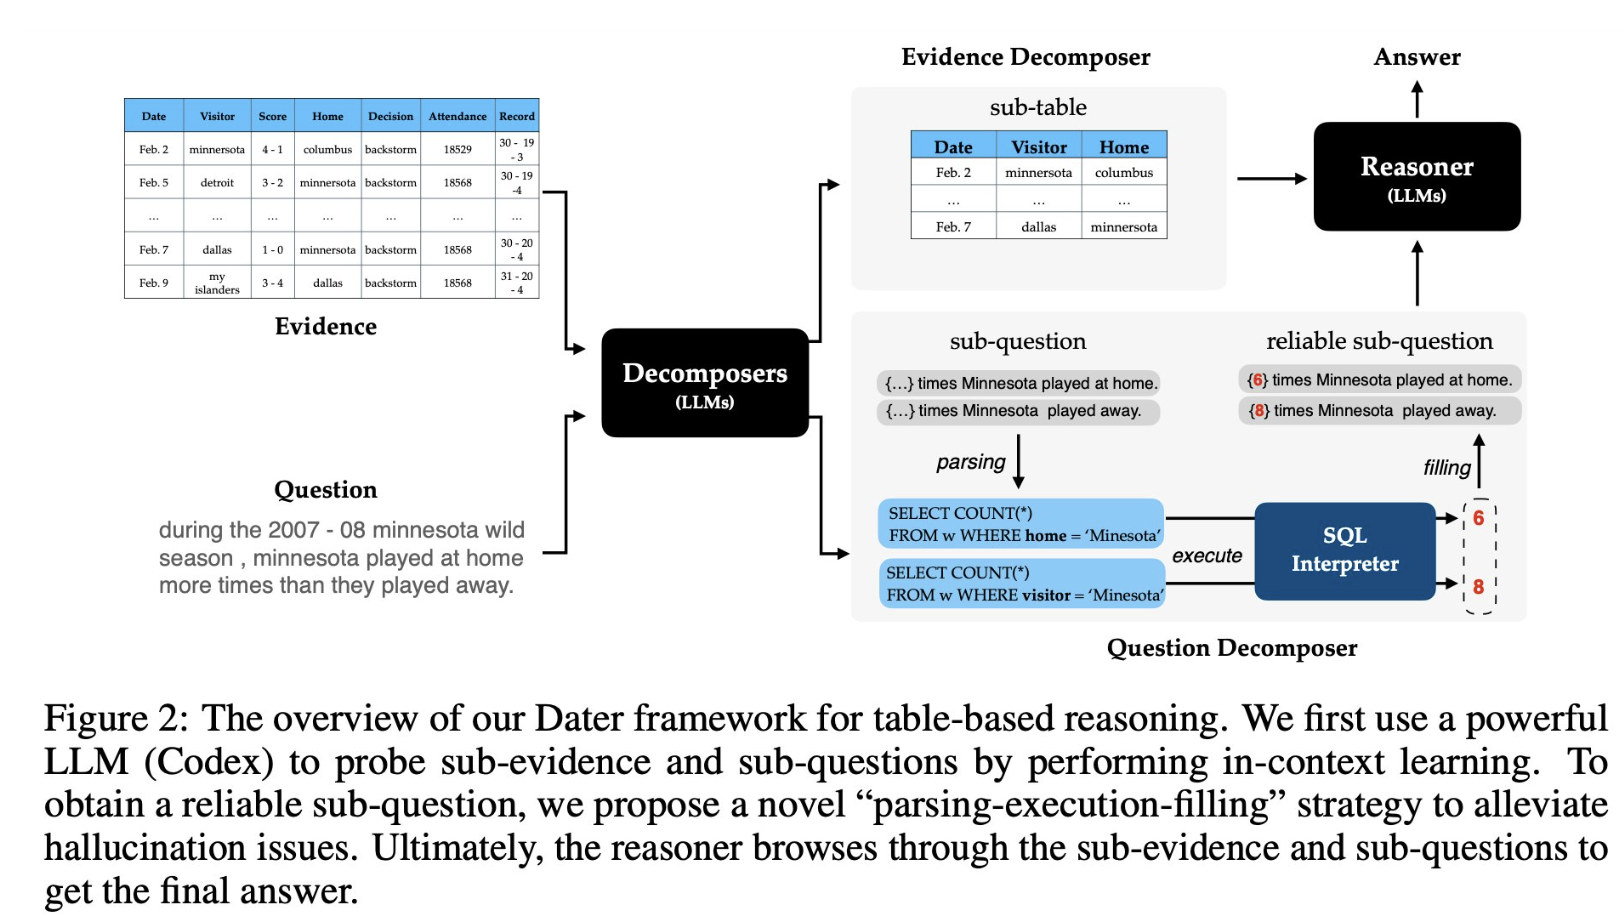 Evidence Decomposer
Answer
Date Visitor Score Home Decision Attendance Record
Feb. 2 minnersota 4 - 1 columbus backstorm 18529 30 - 19 - 3
Feb. 5 detroit 3 - 2 minnersota backstorm 18568 30 - 19 -4
... ... ... ... ... ... ...
Feb. 7 dallas 1 - 0 minnersota backstorm 18568 30 - 20 - 4
Feb. 9 my islanders 3 - 4 dallas backstorm 18568 31 - 20 - 4
Evidence
Question
during the 2007 - 08 minnesota wild
season , minnesota played at home
more times than they played away.
Decomposers
(LLMs)
sub-table
Date Visitor Home
Feb. 2 minnersota columbus
... ... ...
Feb. 7 dallas minnersota
Reasoner
(LLMs)
sub-question
{...} times Minnesota played at home.
{...} times Minnesota played away.
parsing
SELECT COUNT(*)
FROM w WHERE home = ‘Minesota’
SELECT COUNT(*)
FROM w WHERE visitor = ‘Minesota’
execute
SQL
Interpreter
6
8
filling
reliable sub-question
{6} times Minnesota played at home.
{8} times Minnesota played away.
Question Decomposer
Figure 2: The overview of our Dater framework for table-based reasoning. We first use a powerful
LLM (Codex) to probe sub-evidence and sub-questions by performing in-context learning. To
obtain a reliable sub-question, we propose a novel “parsing-execution-filling” strategy to alleviate
hallucination issues. Ultimately, the reasoner browses through the sub-evidence and sub-questions to
get the final answer.